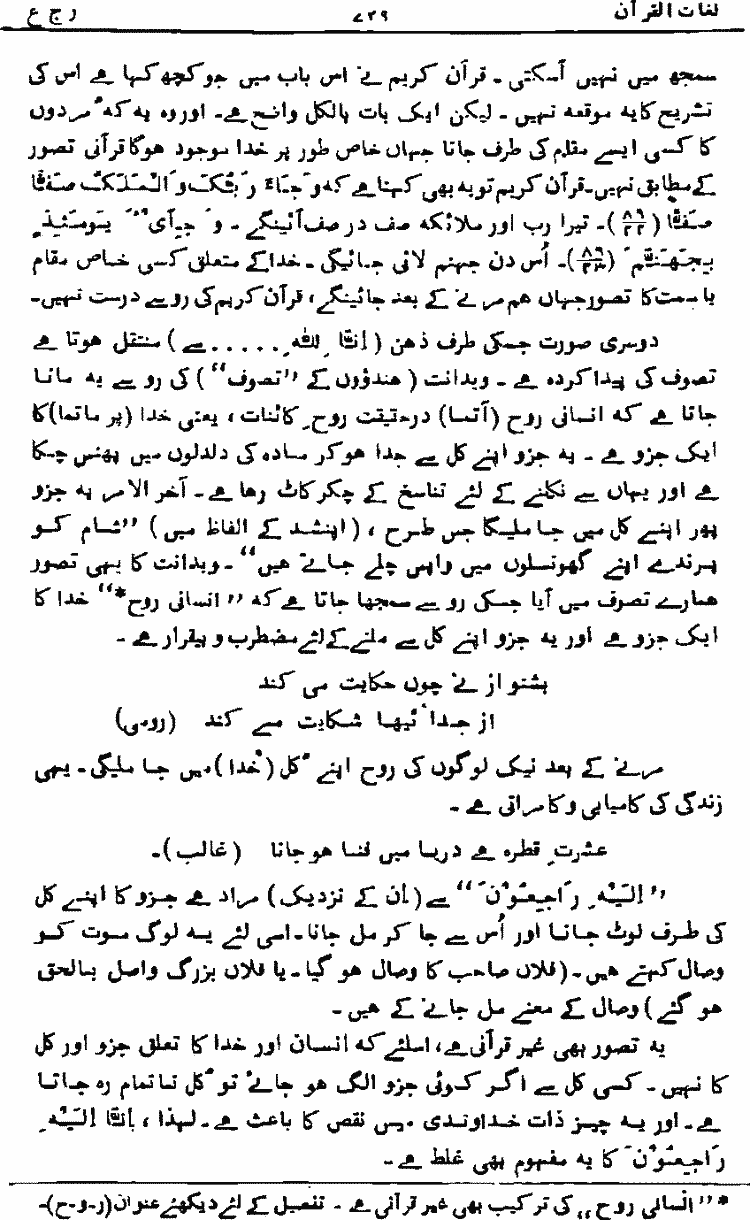 لغات القرآن ۷۳۹ ر ج ع
سمجھ میں نہیں آسکتی ۔ قرآن کریم نے اس باب میں جو کچھ کہا ہے اس کی
تشریح کا یہ موقعہ نہیں ۔ لیکن ایک بات بالکل واضح ہے۔ اور وہ یہ کہ مُردوں
کا کسی ایسے مقام کی طرف جانا جہاں خاص طور پر خدا موجود ہوگا قرآنی تصور
کے مطابق نہیں۔ قرآن کریم تو یہ بھی کہتا ہے کہ وَ جَاءَ رَبُّکَ وَالْمَلَکُ صَفًّا
صَفًّا (۸۹/۲۲)۔ تیرا رب اور ملائکہ صف در صف آئینگے ۔ وَ جِایْٓءَ یَوْمَئِذٍ
بِجَہَنَّمَ (۸۹/۲۳)۔ اُس دن جہنم لائی جائیگی۔ خدا کے متعلق کسی خاص مقام
یا سمت کا تصور جہاں ہم مرنے کے بعد جائینگے، قرآن کریم کی رو سے درست نہیں۔
دوسری صورت جسکی طرف ذہن (اِنَّا لِلّٰہِ ..... سے) منتقل ہوتا ہے
تصوف کی پیدا کردہ ہے ۔ ویدانت (ہندؤوں کے ”تصوف“) کی رو سے یہ مانا
جاتا ہے کہ انسانی روح (آتما) درحقیقت روح کائنات، یعنی خدا (پرماتما) کا
ایک جزو ہے ۔ یہ جزو اپنے کل سے جدا ہو کر مادہ کی دلدلوں میں پھنس چکا
ہے اور یہاں سے نکلنے کے لئے تناسخ کے چکر کاٹ رہا ہے۔ آخر الامر یہ جزو
پھر اپنے کل میں جا ملیگا جس طرح، (اپنشد کے الفاظ میں) ”شام کو
پرندے اپنے گھونسلوں میں واپس چلے جاتے ہیں“۔ ویدانت کا یہی تصور
ہمارے تصوف میں آیا جسکی رو سے سمجھا جاتا ہے کہ ”انسانی روح*“ خدا کا
ایک جزو ہے اور یہ جزو اپنے کل سے ملنے کے لئے مضطرب و بیقرار ہے ۔
بشنو از نے چوں حکایت می کند
از جدائیہا شکایت مے کند (رومی)
مرنے کے بعد نیک لوگوں کی روح اپنے کُل (خُدا) میں جا ملیگی۔ یہی
زندگی کی کامیابی و کامرانی ہے ۔
عشرتِ قطرہ ہے دریا میں فنا ہو جانا (غالب)۔
”اِلَیْہِ رَاجِعُوْنَ“ سے (اُن کے نزدیک) مراد ہے جزو کا اپنے کل
کی طرف لوٹ جانا اور اُس سے جا کر مل جانا۔ اسی لئے یہ لوگ موت کو
وصال کہتے ہیں۔ (فلاں صاحب کا وصال ہو گیا۔ یا فلاں بزرگ واصل بالحق
ہو گئے) وصال کے معنے مل جانے کے ہیں ۔
یہ تصور بھی غیر قرآنی ہے، اسلئے کہ انسان اور خدا کا تعلق جزو اور کل
کا نہیں ۔ کسی کل سے اگر کوئی جزو الگ ہو جائے تو کُل ناتمام رہ جاتا
ہے ۔ اور یہ چیز ذات خداوندی میں نقص کا باعث ہے ۔ لہذا، اِنَّا اِلَیْہِ
رَاجِعُوْنَ کا یہ مفہوم بھی غلط ہے ۔
*”انسانی روح“ کی ترکیب بھی غیر قرآنی ہے ۔ تفصیل کے لئے دیکھئے عنوان (ر-و-ح)۔